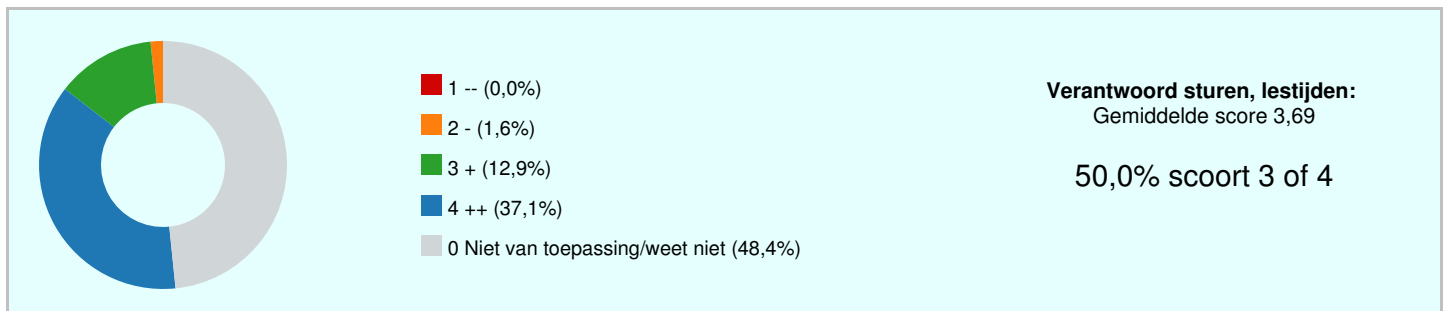 1 -- (0,0%)
2 - (1,6%)
3 + (12,9%)
4 ++ (37,1%)
0 Niet van toepassing/weet niet (48,4%)
Verantwoord sturen, lestijden:
Gemiddelde score 3,69
50,0% scoort 3 of 4